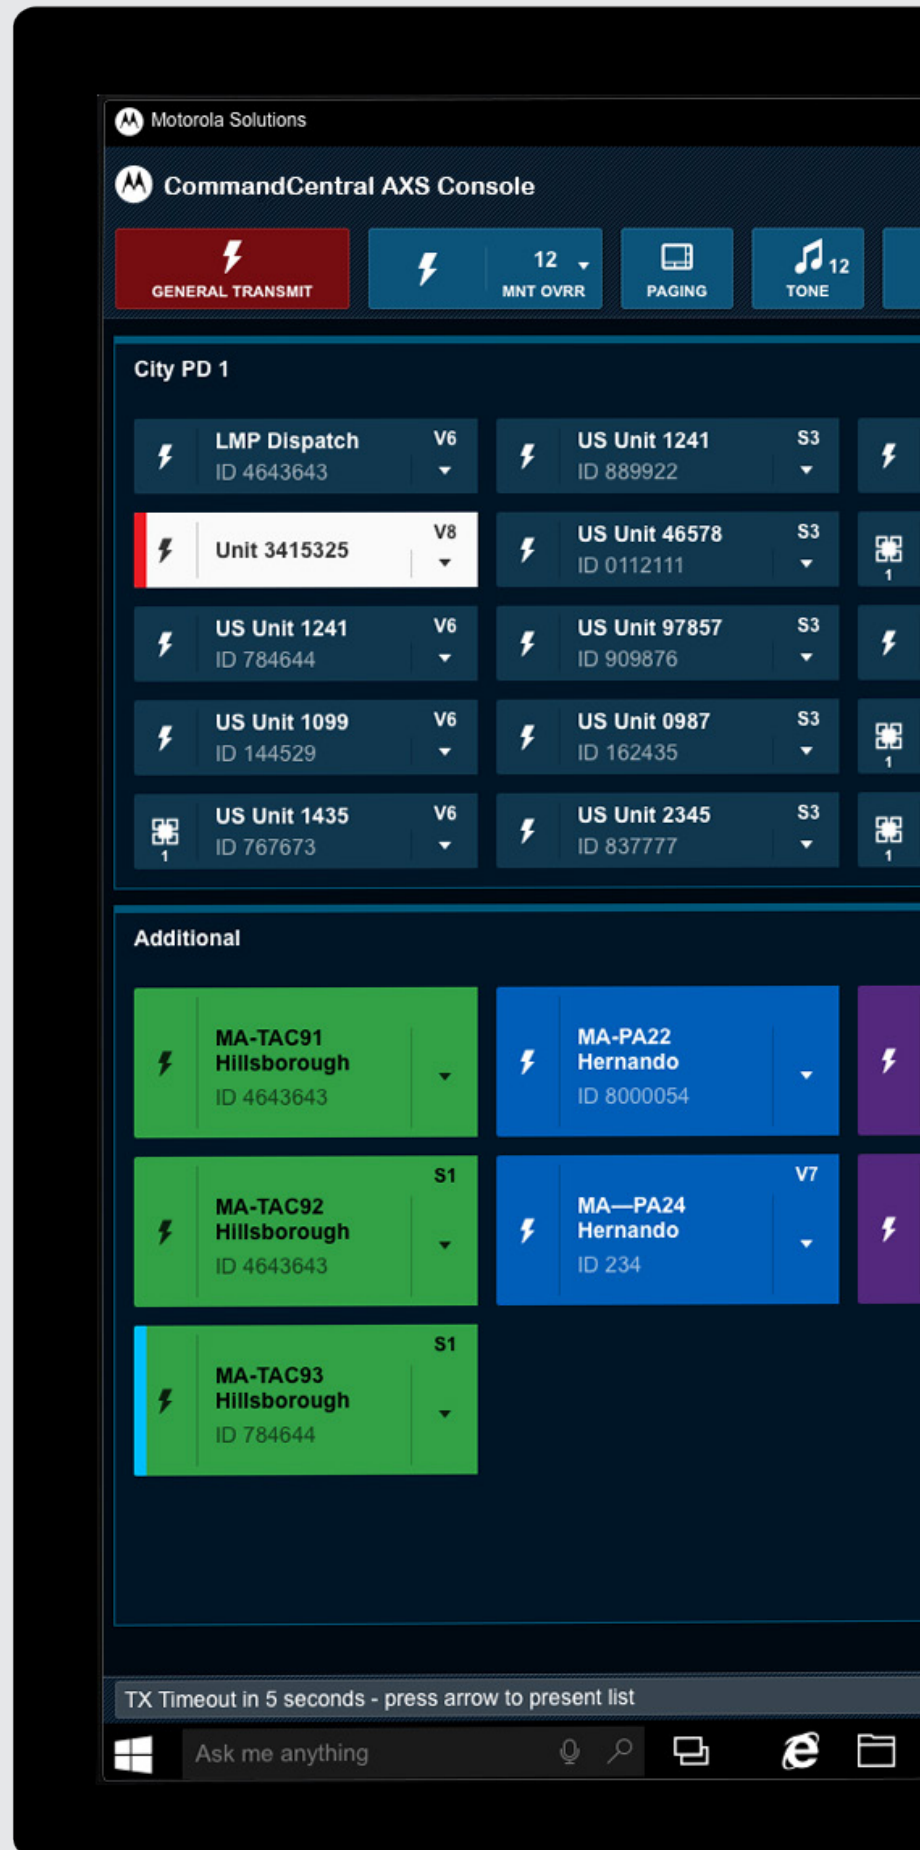 Motorola Solutions
CommandCentral AXS Console
GENERAL TRANSMIT
12
MNT OVRR
PAGING
12
TONE
City PD 1
LMP Dispatch V6
ID 4643643
US Unit 1241 S3
ID 889922
Unit 3415325 V8
US Unit 46578 S3
ID 0112111
1
US Unit 1241 V6
ID 784644
US Unit 97857 S3
ID 909876
US Unit 1099 V6
ID 144529
US Unit 0987 S3
ID 162435
1
US Unit 1435 V6
ID 767673
1
US Unit 2345 S3
ID 837777
1
Additional
MA-TAC91
Hillsborough
ID 4643643
MA-PA22
Hernando
ID 8000054
S1
MA-TAC92
Hillsborough
ID 4643643
V7
MA—PA24
Hernando
ID 234
S1
MA-TAC93
Hillsborough
ID 784644
TX Timeout in 5 seconds - press arrow to present list
Ask me anything